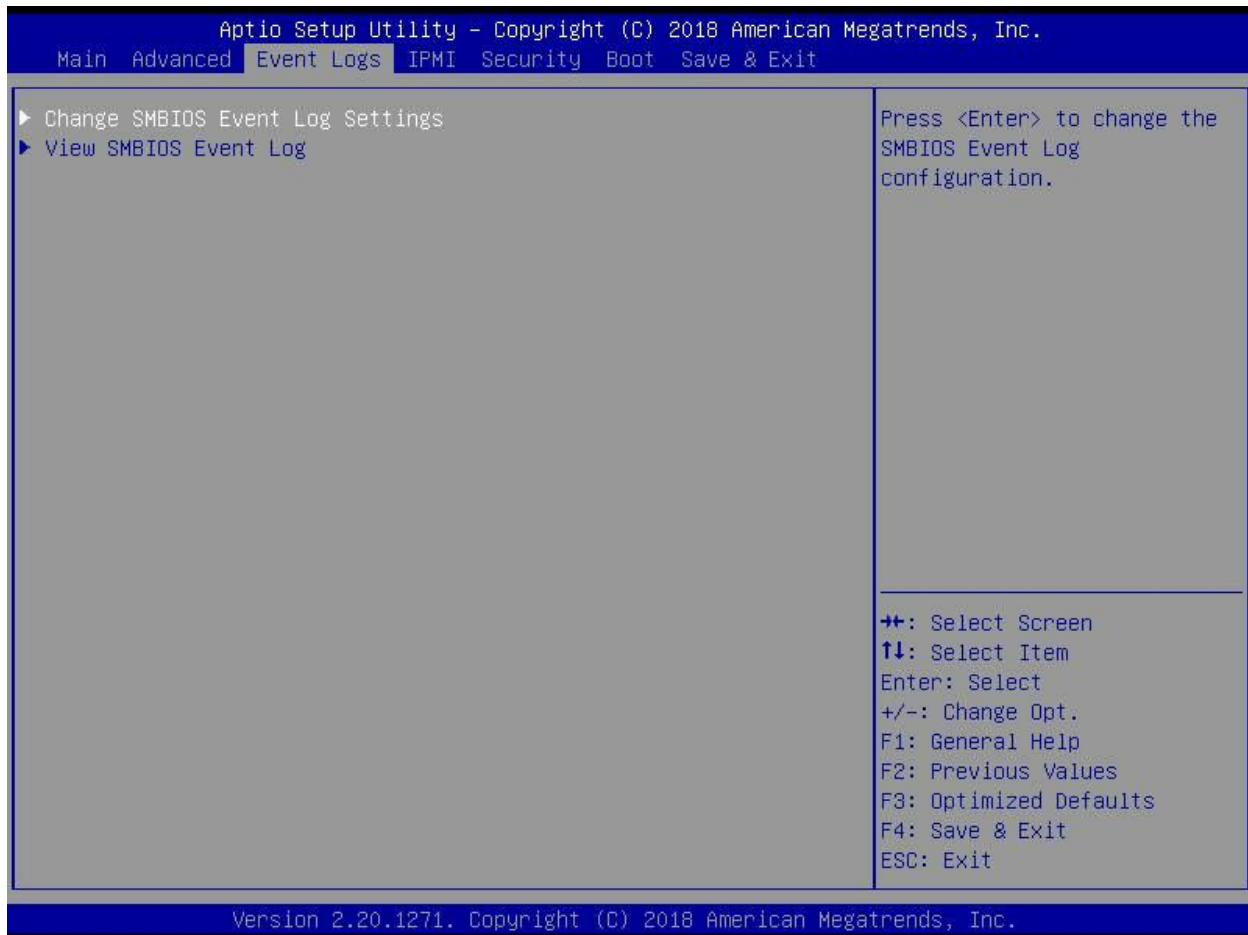 Aptio Setup Utility – Copyright (C) 2018 American Megatrends, Inc.
Main Advanced Event Logs IPMI Security Boot Save & Exit
▶ Change SMBIOS Event Log Settings
▶ View SMBIOS Event Log
Press <Enter> to change the
SMBIOS Event Log
configuration.
→←: Select Screen
↑↓: Select Item
Enter: Select
+/-: Change Opt.
F1: General Help
F2: Previous Values
F3: Optimized Defaults
F4: Save & Exit
ESC: Exit
Version 2.20.1271. Copyright (C) 2018 American Megatrends, Inc.